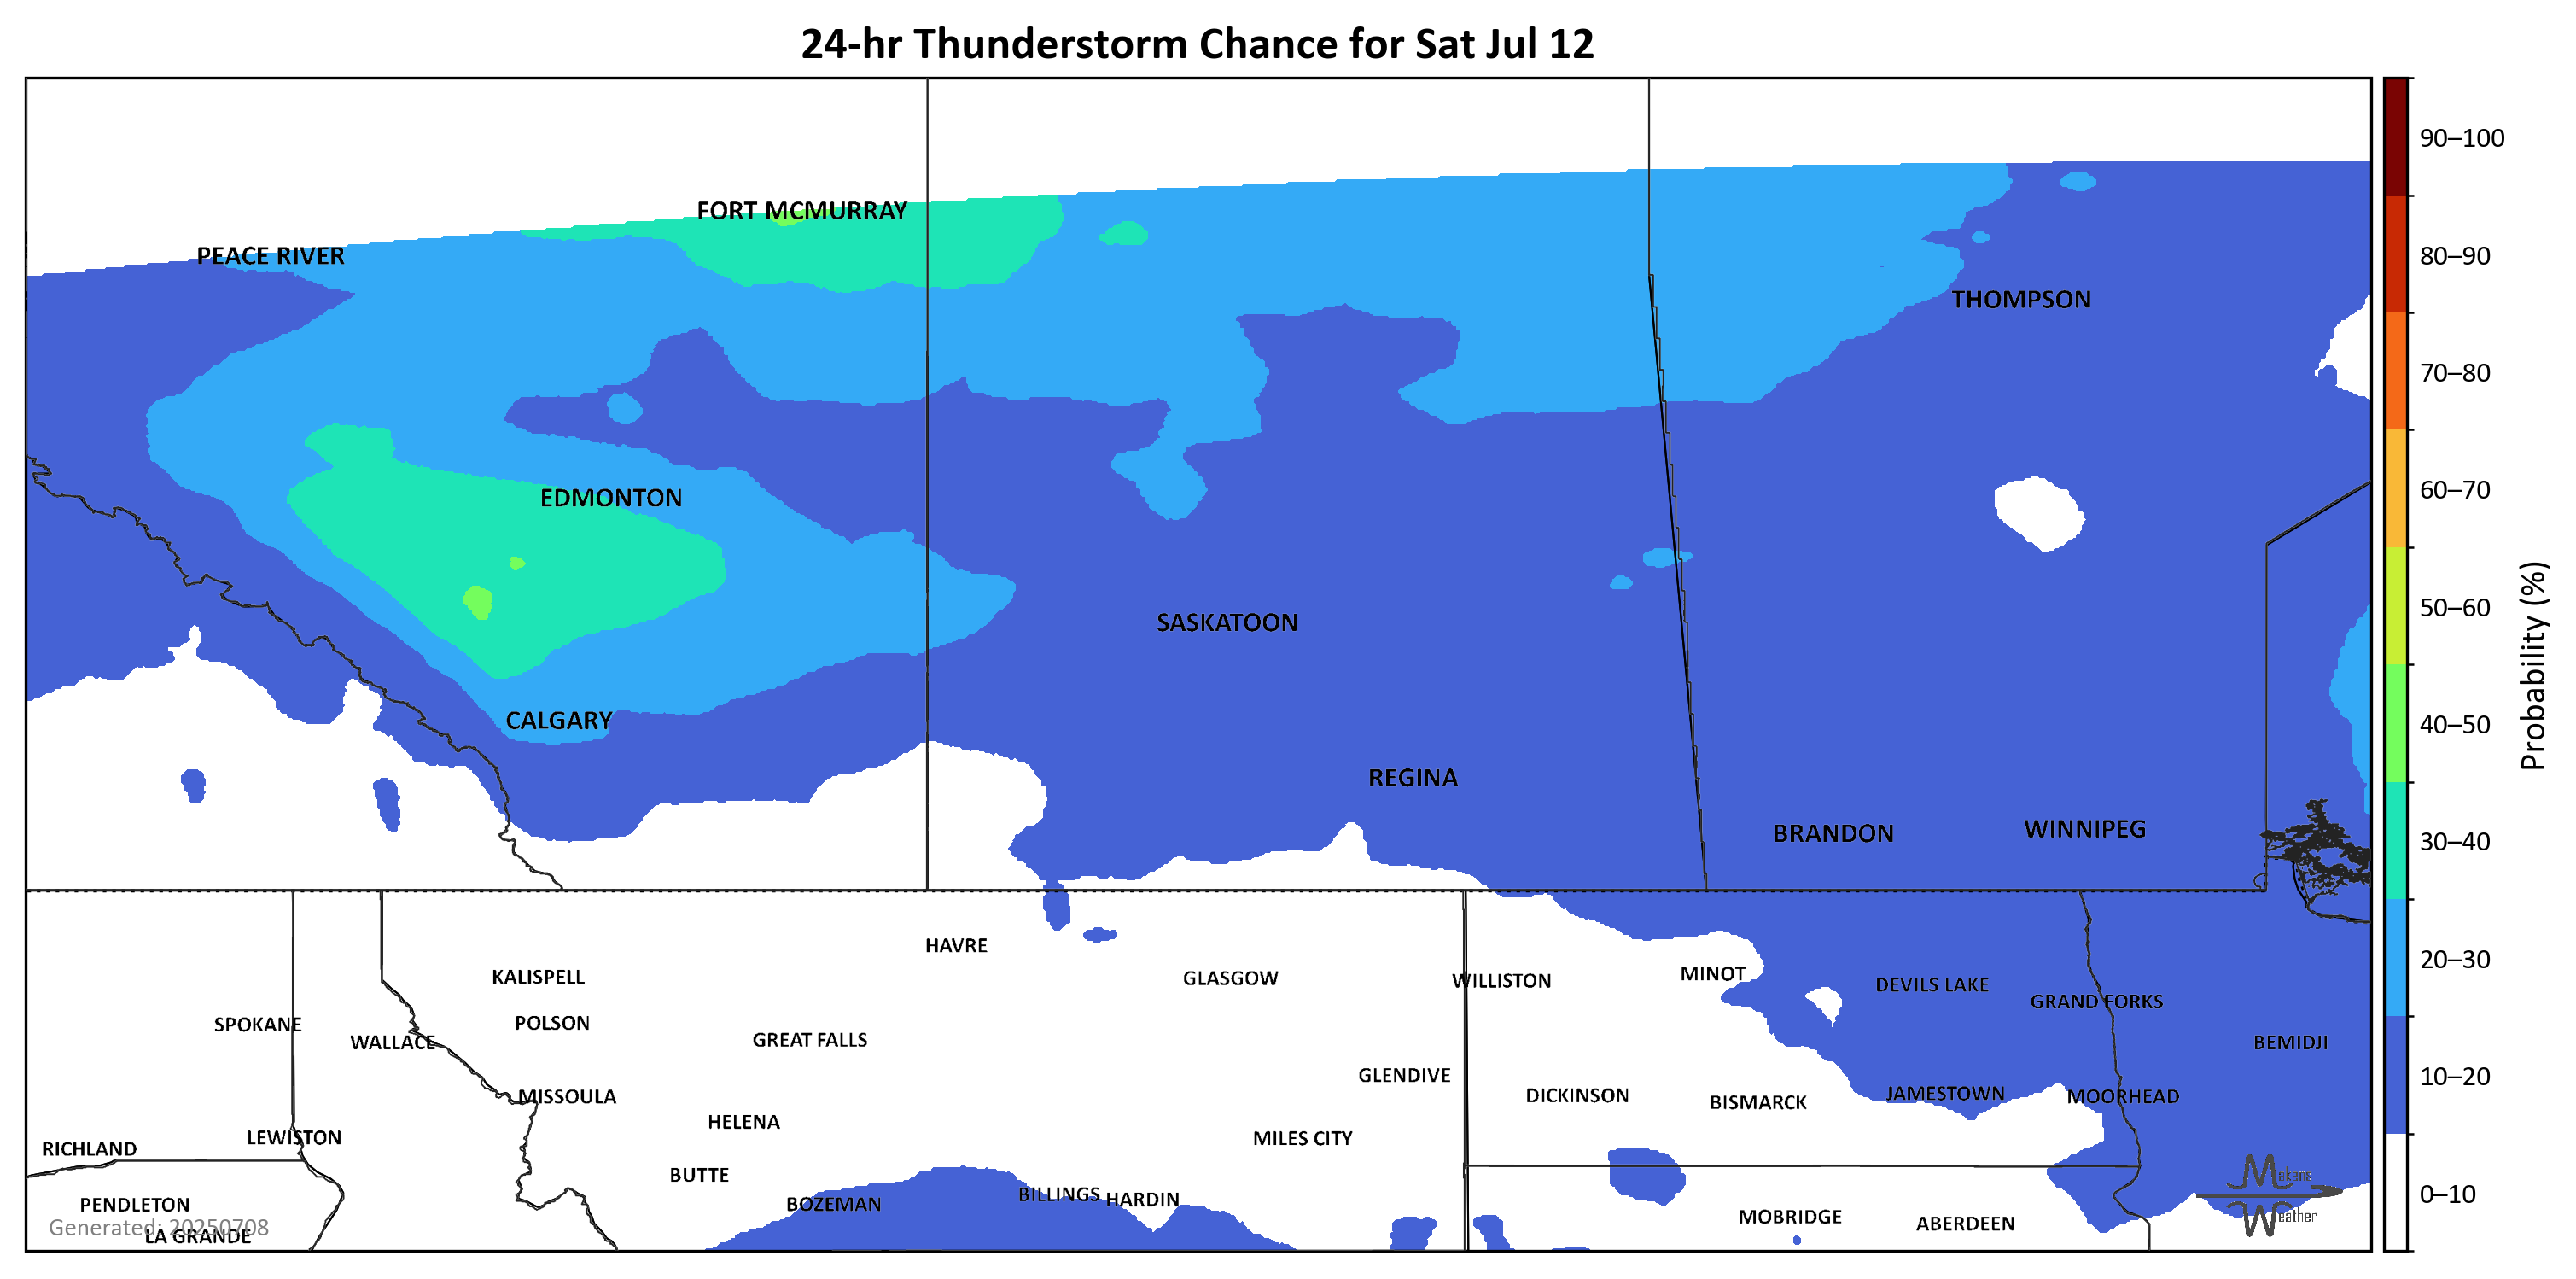 24-hr Thunderstorm Chance for Sat Jul 12
90–100
FORT MCMURRAY
PEACE RIVER
80–90
THOMPSON
70–80
60–70
EDMONTON
50–60
SASKATOON
Probability (%)
CALGARY
40–50
REGINA
WINNIPEG
BRANDON
30–40
HAVRE
20–30
MINOT
KALISPELL
GLASGOW
WILLISTON
DEVILS LAKE
GRAND FORKS
POLSON
SPOKANE
GREAT FALLS
WALLACE
BEMIDJI
GLENDIVE
10–20
JAMESTOWN
DICKINSON
MISSOULA
MOORHEAD
BISMARCK
HELENA
LEWISTON
MILES CITY
RICHLAND
BUTTE
Mekens
BILLINGS
0–10
HARDIN
PENDLETON
BOZEMAN
Weather
MOBRIDGE
ABERDEEN
Generated: 20250708
LA GRANDE